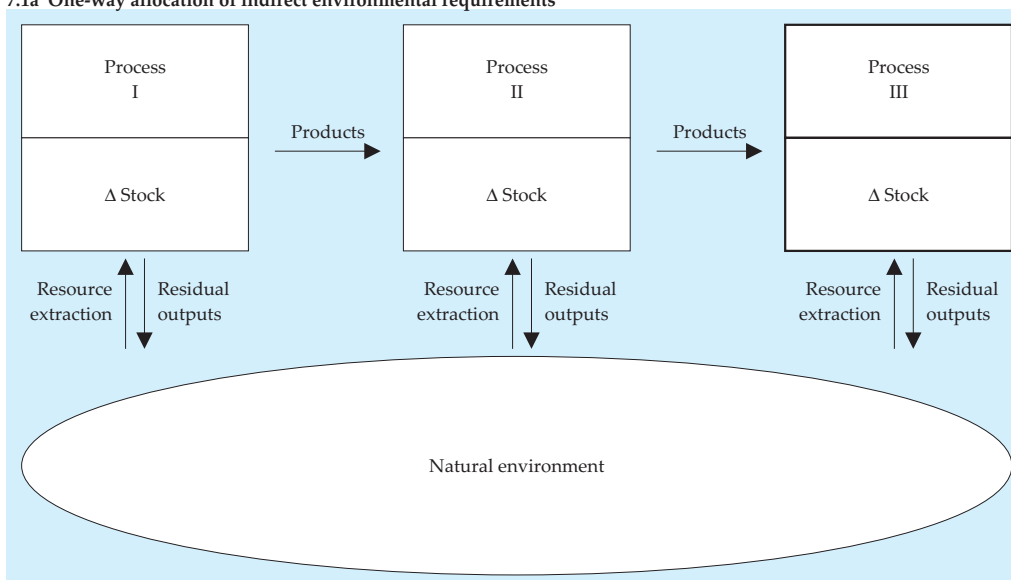 7.1a One-way allocation of indirect environmental requirements
Process
I
Δ Stock
Products
Process
II
Δ Stock
Products
Process
III
Δ Stock
Resource
extraction
Residual
outputs
Resource
extraction
Residual
outputs
Resource
extraction
Residual
outputs
Natural environment